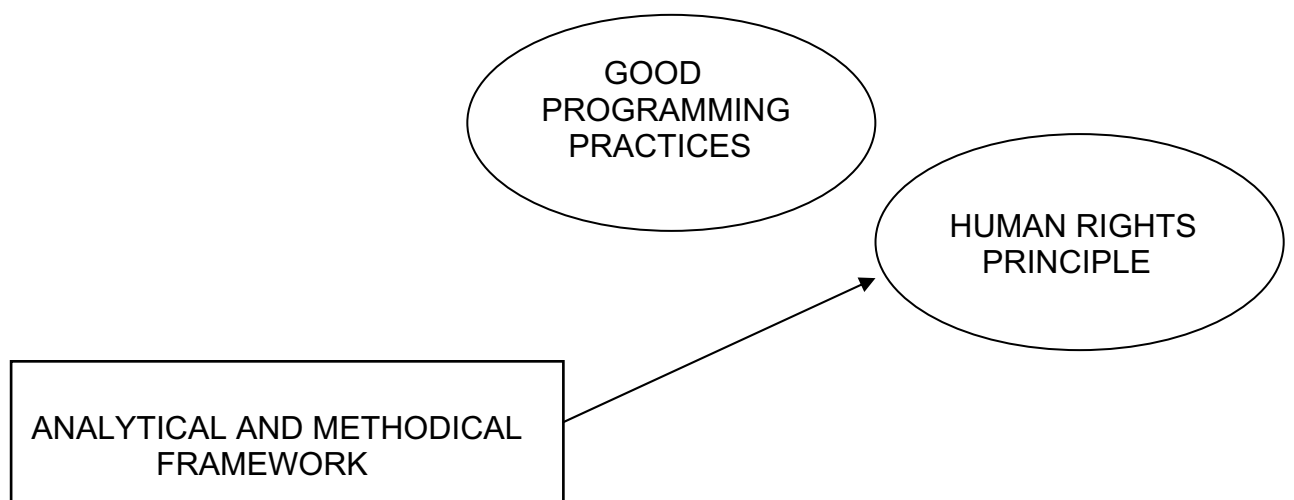 GOOD
PROGRAMMING
PRACTICES
HUMAN RIGHTS
PRINCIPLE
ANALYTICAL AND METHODICAL
FRAMEWORK